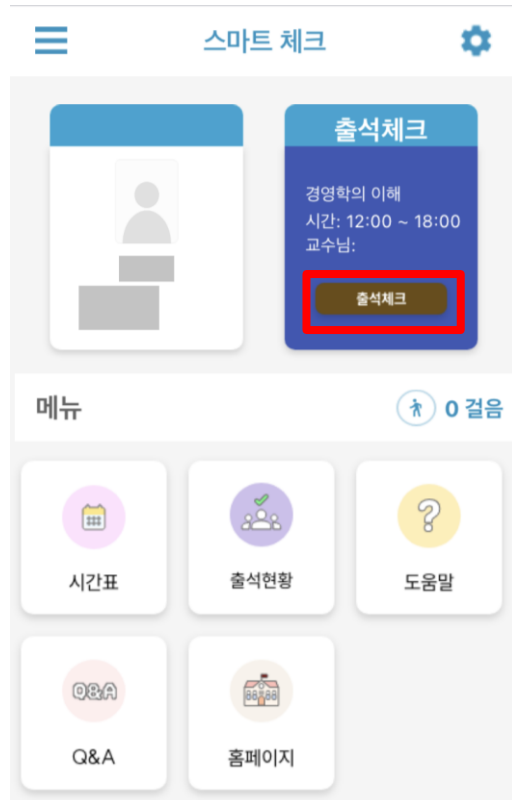 스마트 체크
출석체크
경영학의 이해
시간: 12:00 ~ 18:00
교수님:
출석체크
메뉴
0 걸음
시간표
출석현황
도움말
Q&A
Q&A
홈페이지